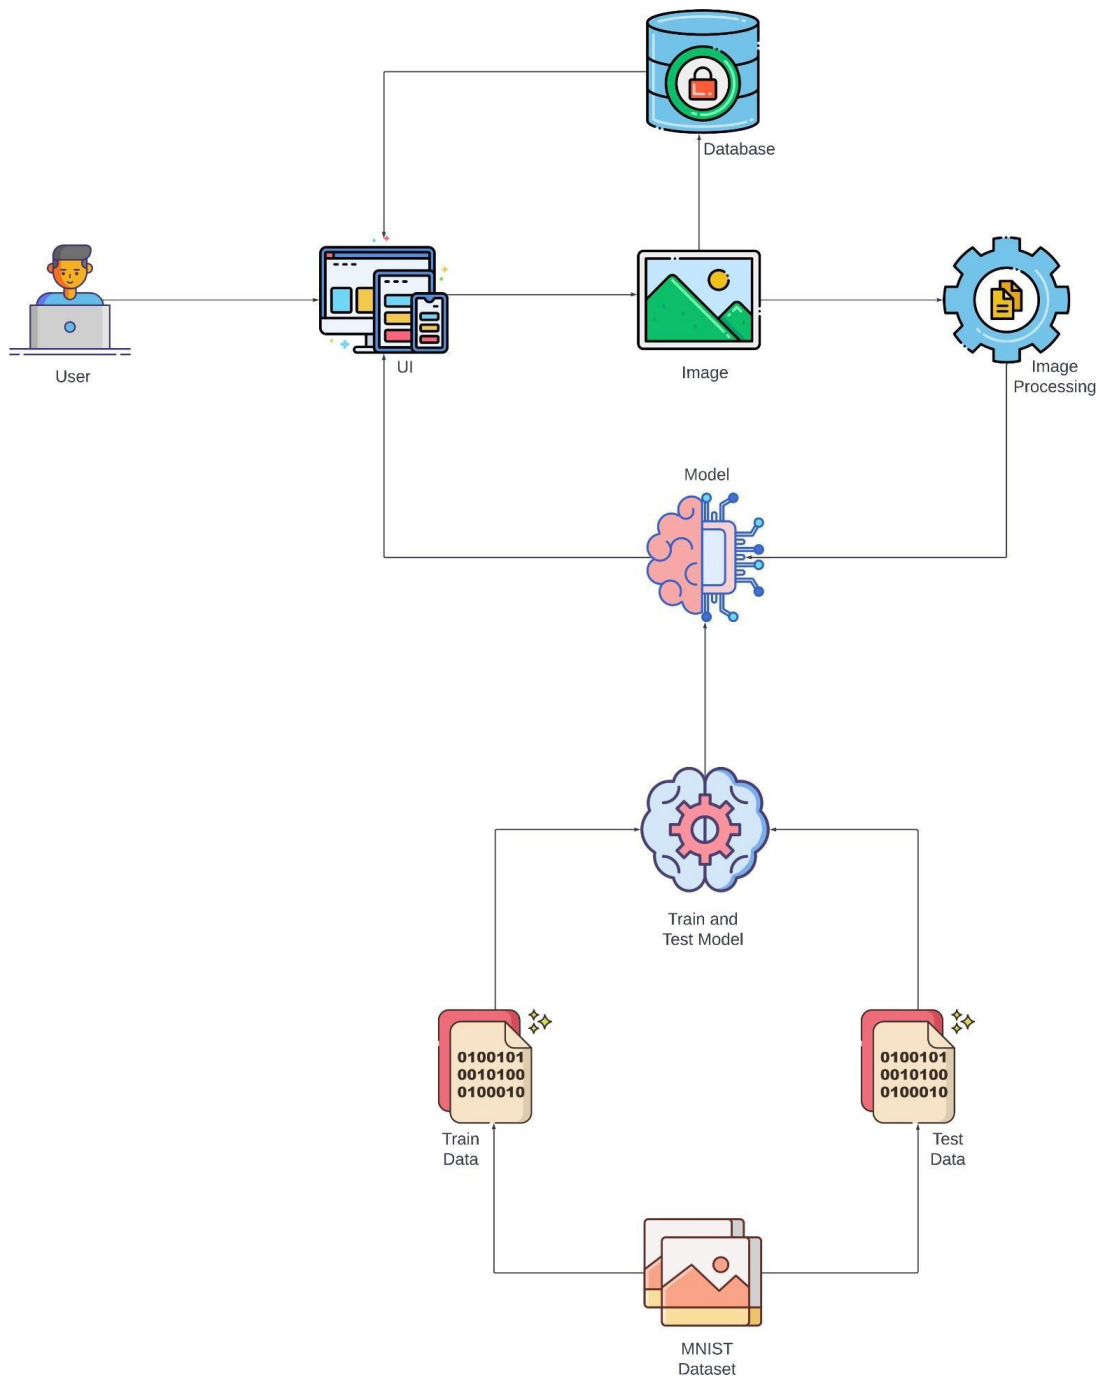 Database
User
UI
Image
Image
Processing
Model
Train and
Test Model
0100101
0010100
0100010
Train
Data
0100101
0010100
0100010
Test
Data
MNIST
Dataset